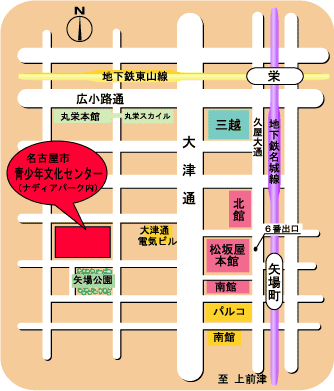 N
地下鉄東山線
栄
広小路通
丸栄本館
丸栄スカイル
三越
久屋大通
地下鉄名城線
大津通
名古屋市
青少年文化センター
(ナディアパーク内)
北館
6番出口
大津通
電気ビル
松坂屋
本館
矢場町
矢場公園
南館
パルコ
南館
至 上前津